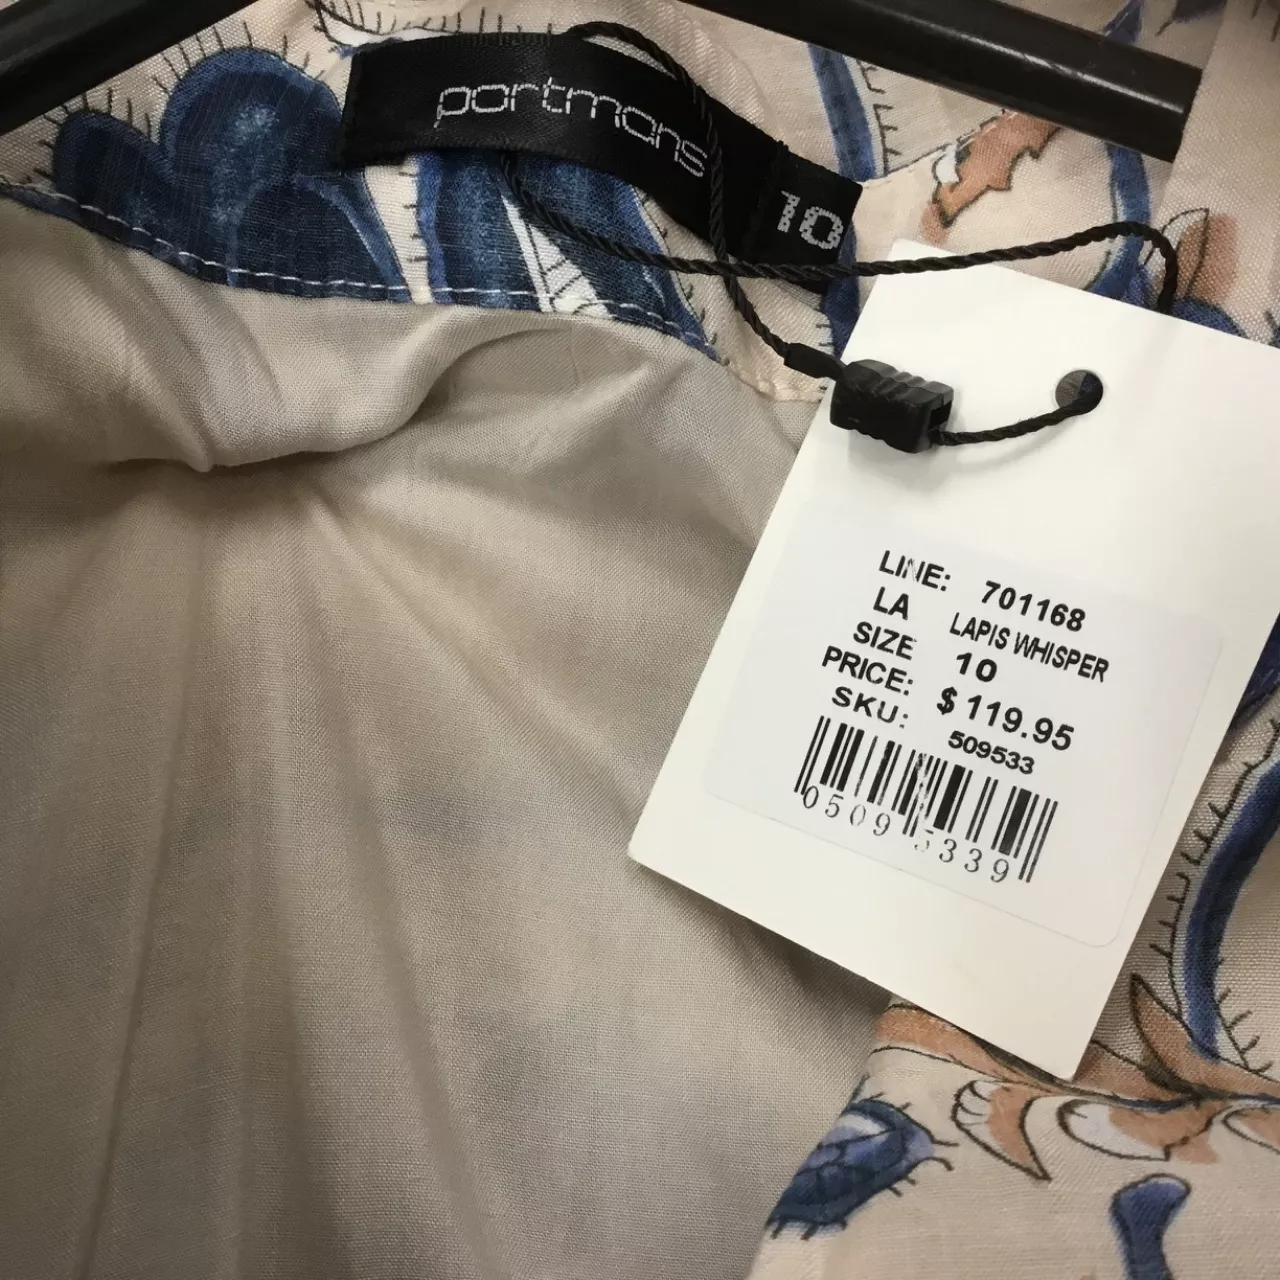 portmans
10
LINE: 701168
LA LAPIS WHISPER
SIZE 10
PRICE: $119.95
SKU: 509533
05095339